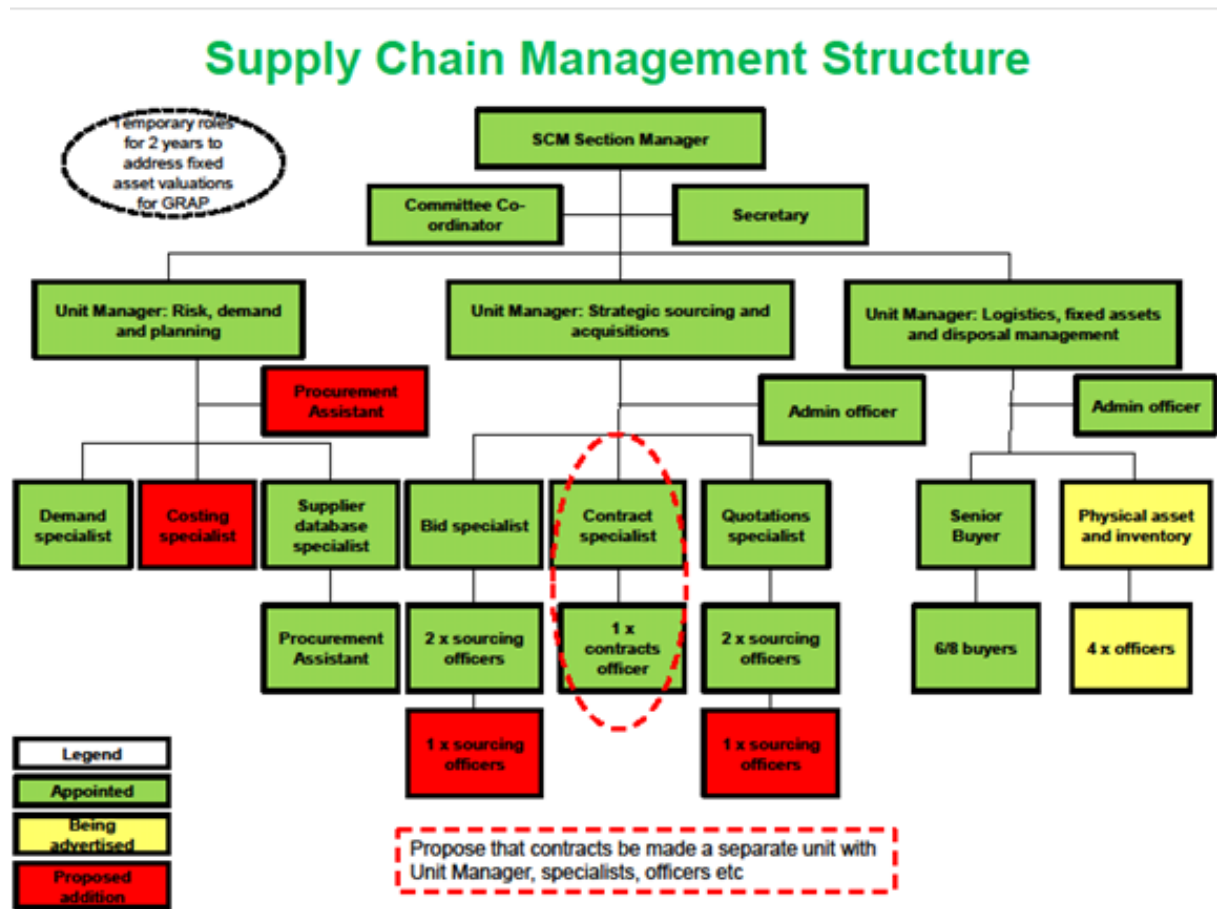 Supply Chain Management Structure
Temporary roles
for 2 years to
address fixed
asset valuations
for GRAP
SCM Section Manager
Committee Co-
ordinator
Secretary
Unit Manager: Risk, demand
and planning
Unit Manager: Strategic sourcing and
acquisitions
Unit Manager: Logistics, fixed assets
and disposal management
Procurement
Assistant
Admin officer
Admin officer
Demand
specialist
Costing
specialist
Supplier
database
specialist
Bid specialist
Contract
specialist
Quotations
specialist
Senior
Buyer
Physical asset
and inventory
Procurement
Assistant
2 x sourcing
officers
1 x
contracts
officer
2 x sourcing
officers
6/8 buyers
4 x officers
1 x sourcing
officers
1 x sourcing
officers
Legend
Appointed
Being
advertised
Proposed
addition
Propose that contracts be made a separate unit with
Unit Manager, specialists, officers etc